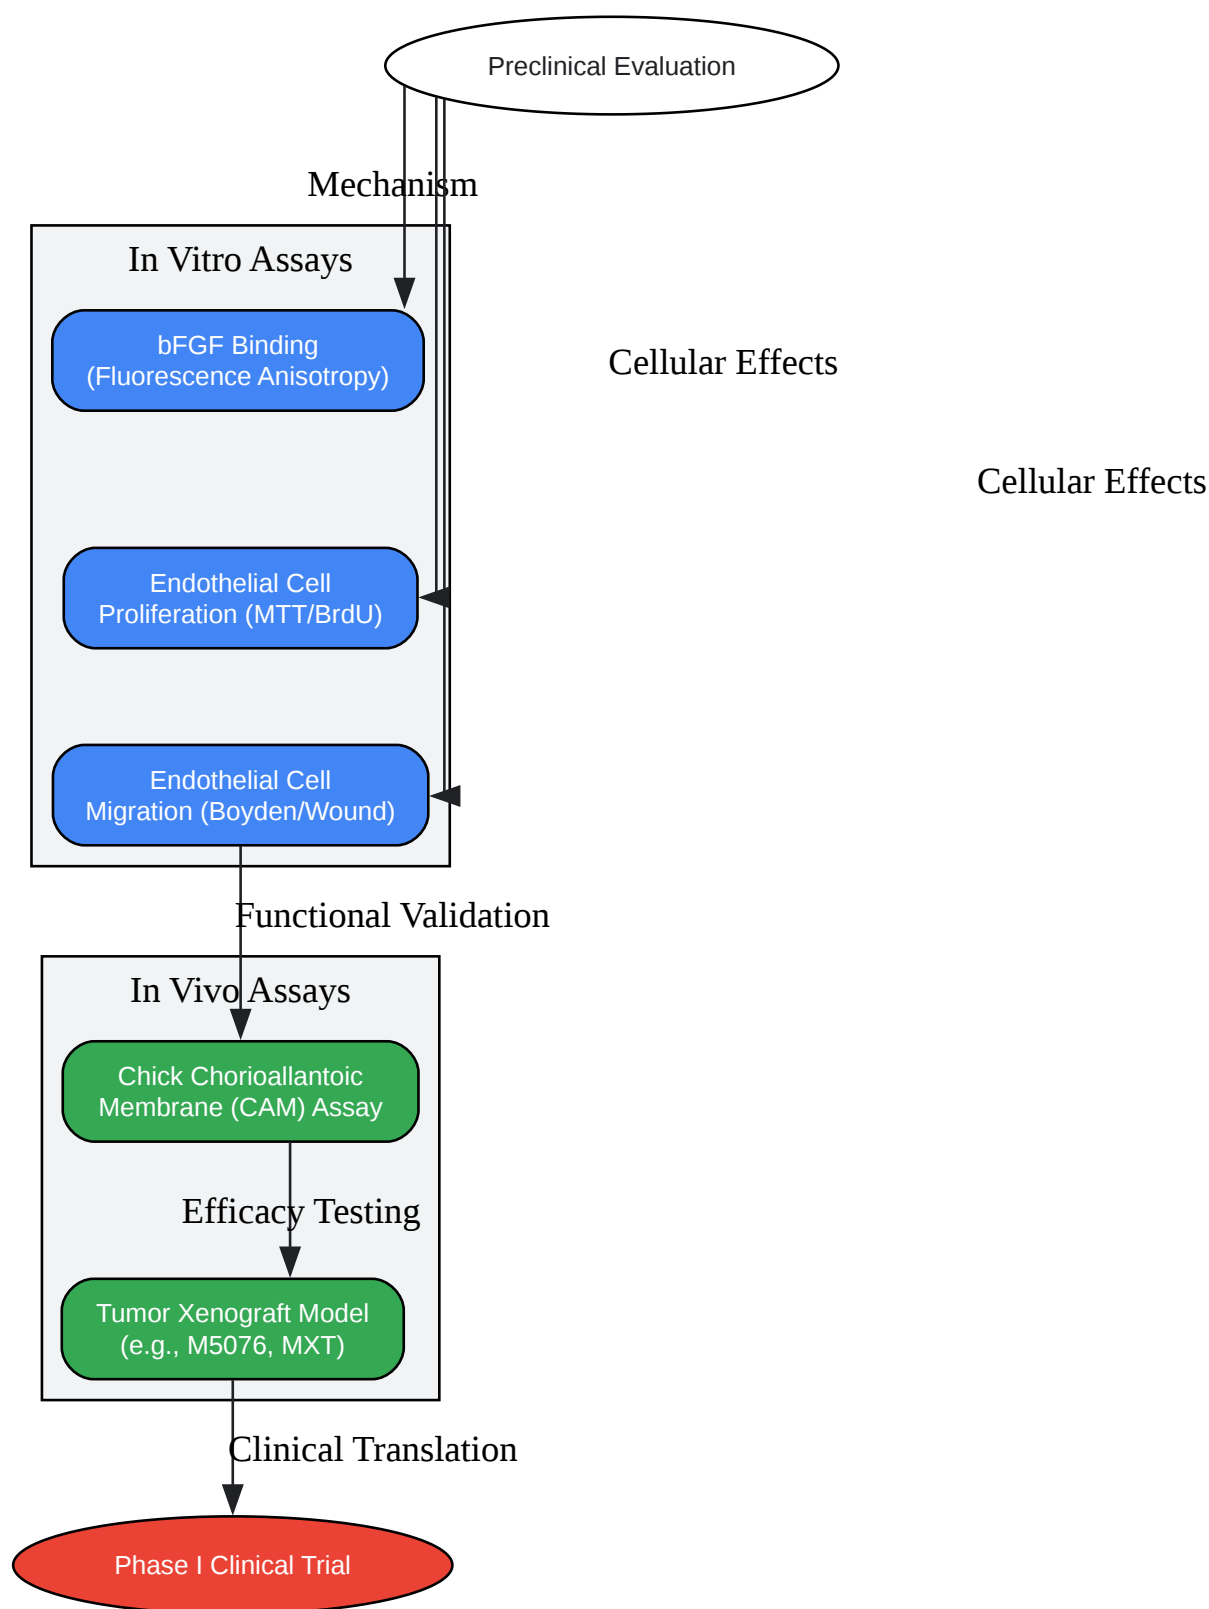 Preclinical Evaluation
Mechanism
In Vitro Assays
bFGF Binding
(Fluorescence Anisotropy)
Cellular Effects
Cellular Effects
Endothelial Cell
Proliferation (MTT/BrdU)
Endothelial Cell
Migration (Boyden/Wound)
Functional Validation
In Vivo Assays
Chick Chorioallantoic
Membrane (CAM) Assay
Efficacy Testing
Tumor Xenograft Model
(e.g., M5076, MXT)
Clinical Translation
Phase I Clinical Trial